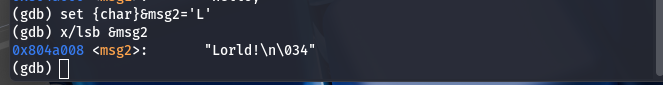 (gdb) set {char}&msg2='L'
(gdb) x/lsb &msg2
0x804a008 <msg2>:       "Lorld!\n\034"
(gdb)